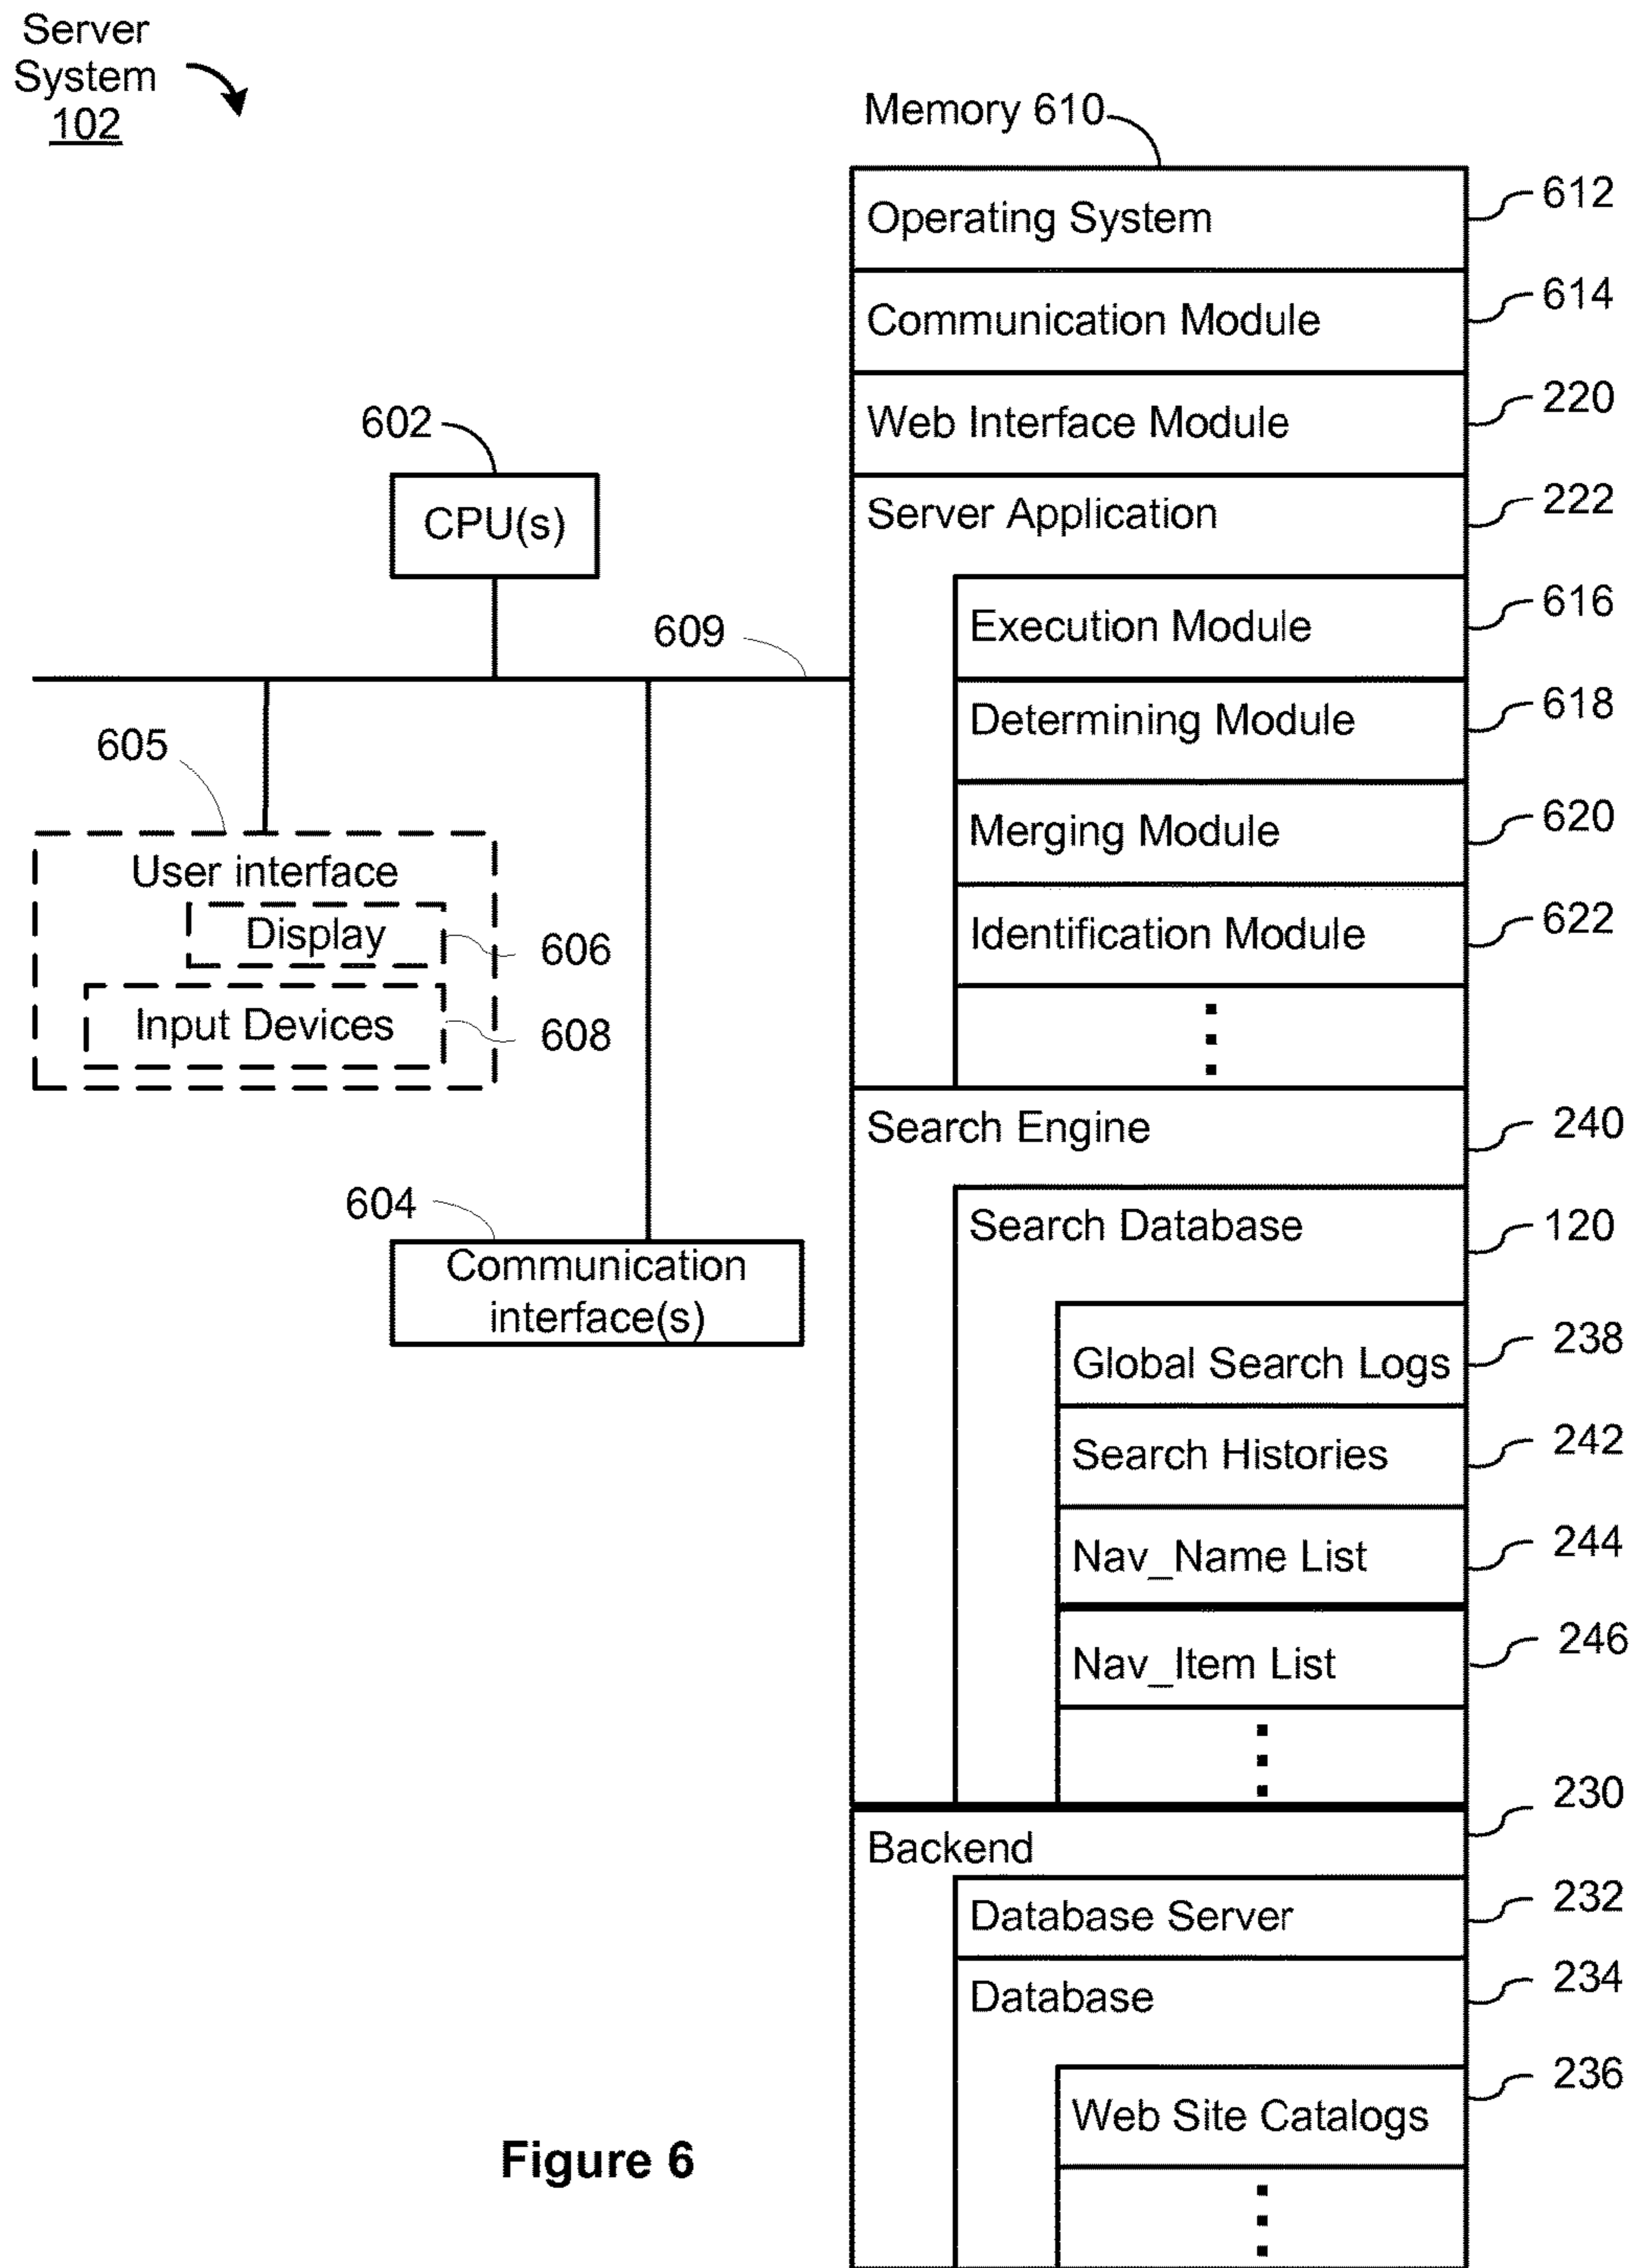 Server
System
102
Memory 610
Operating System
612
Communication Module
614
Web Interface Module
220
602
CPU(s)
Server Application
222
609
Execution Module
616
Determining Module
618
605
Merging Module
620
User interface
Display
606
Identification Module
622
Input Devices
608
Search Engine
240
604
Search Database
120
Communication
interface(s)
Global Search Logs
238
Search Histories
242
Nav_Name List
244
Nav_Item List
246
230
Backend
Database Server
232
Database
234
236
Web Site Catalogs
Figure 6